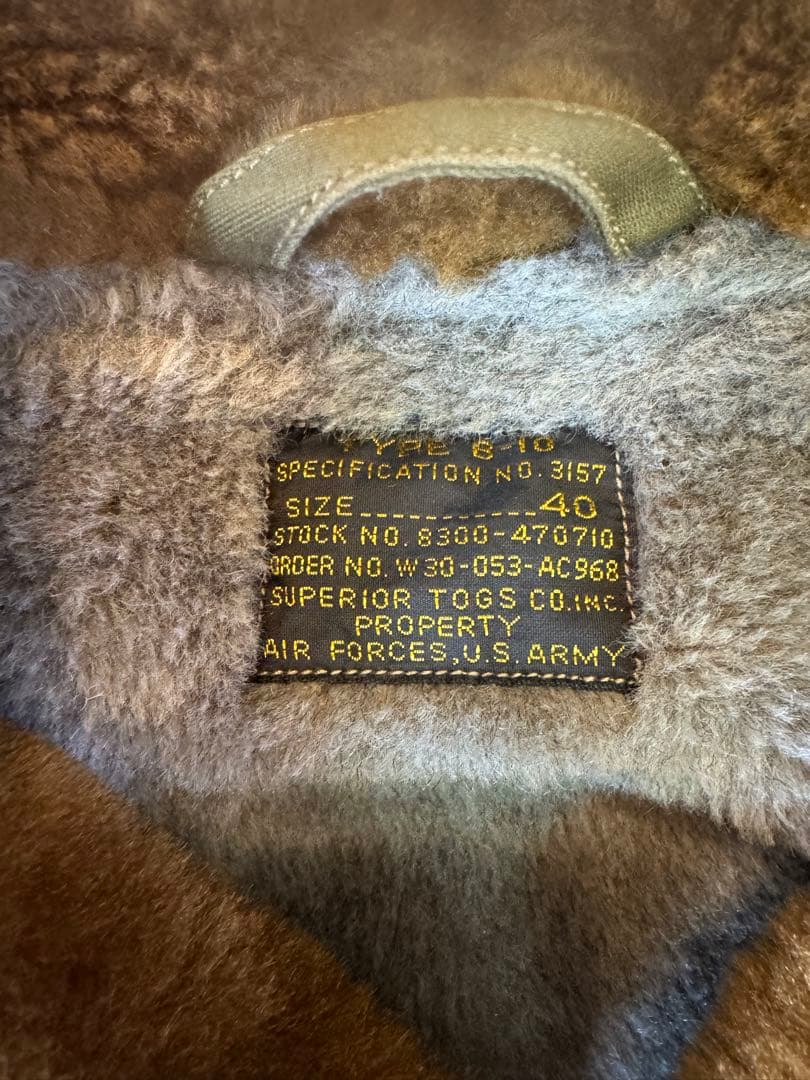 TYPE B-10
SPECIFICATION NO. 3157
SIZE...............40
STOCK NO. 8300-470710
ORDER NO. W30-053-AC968
SUPERIOR TOGS CO.INC.
PROPERTY
AIR FORCES,U.S.ARMY